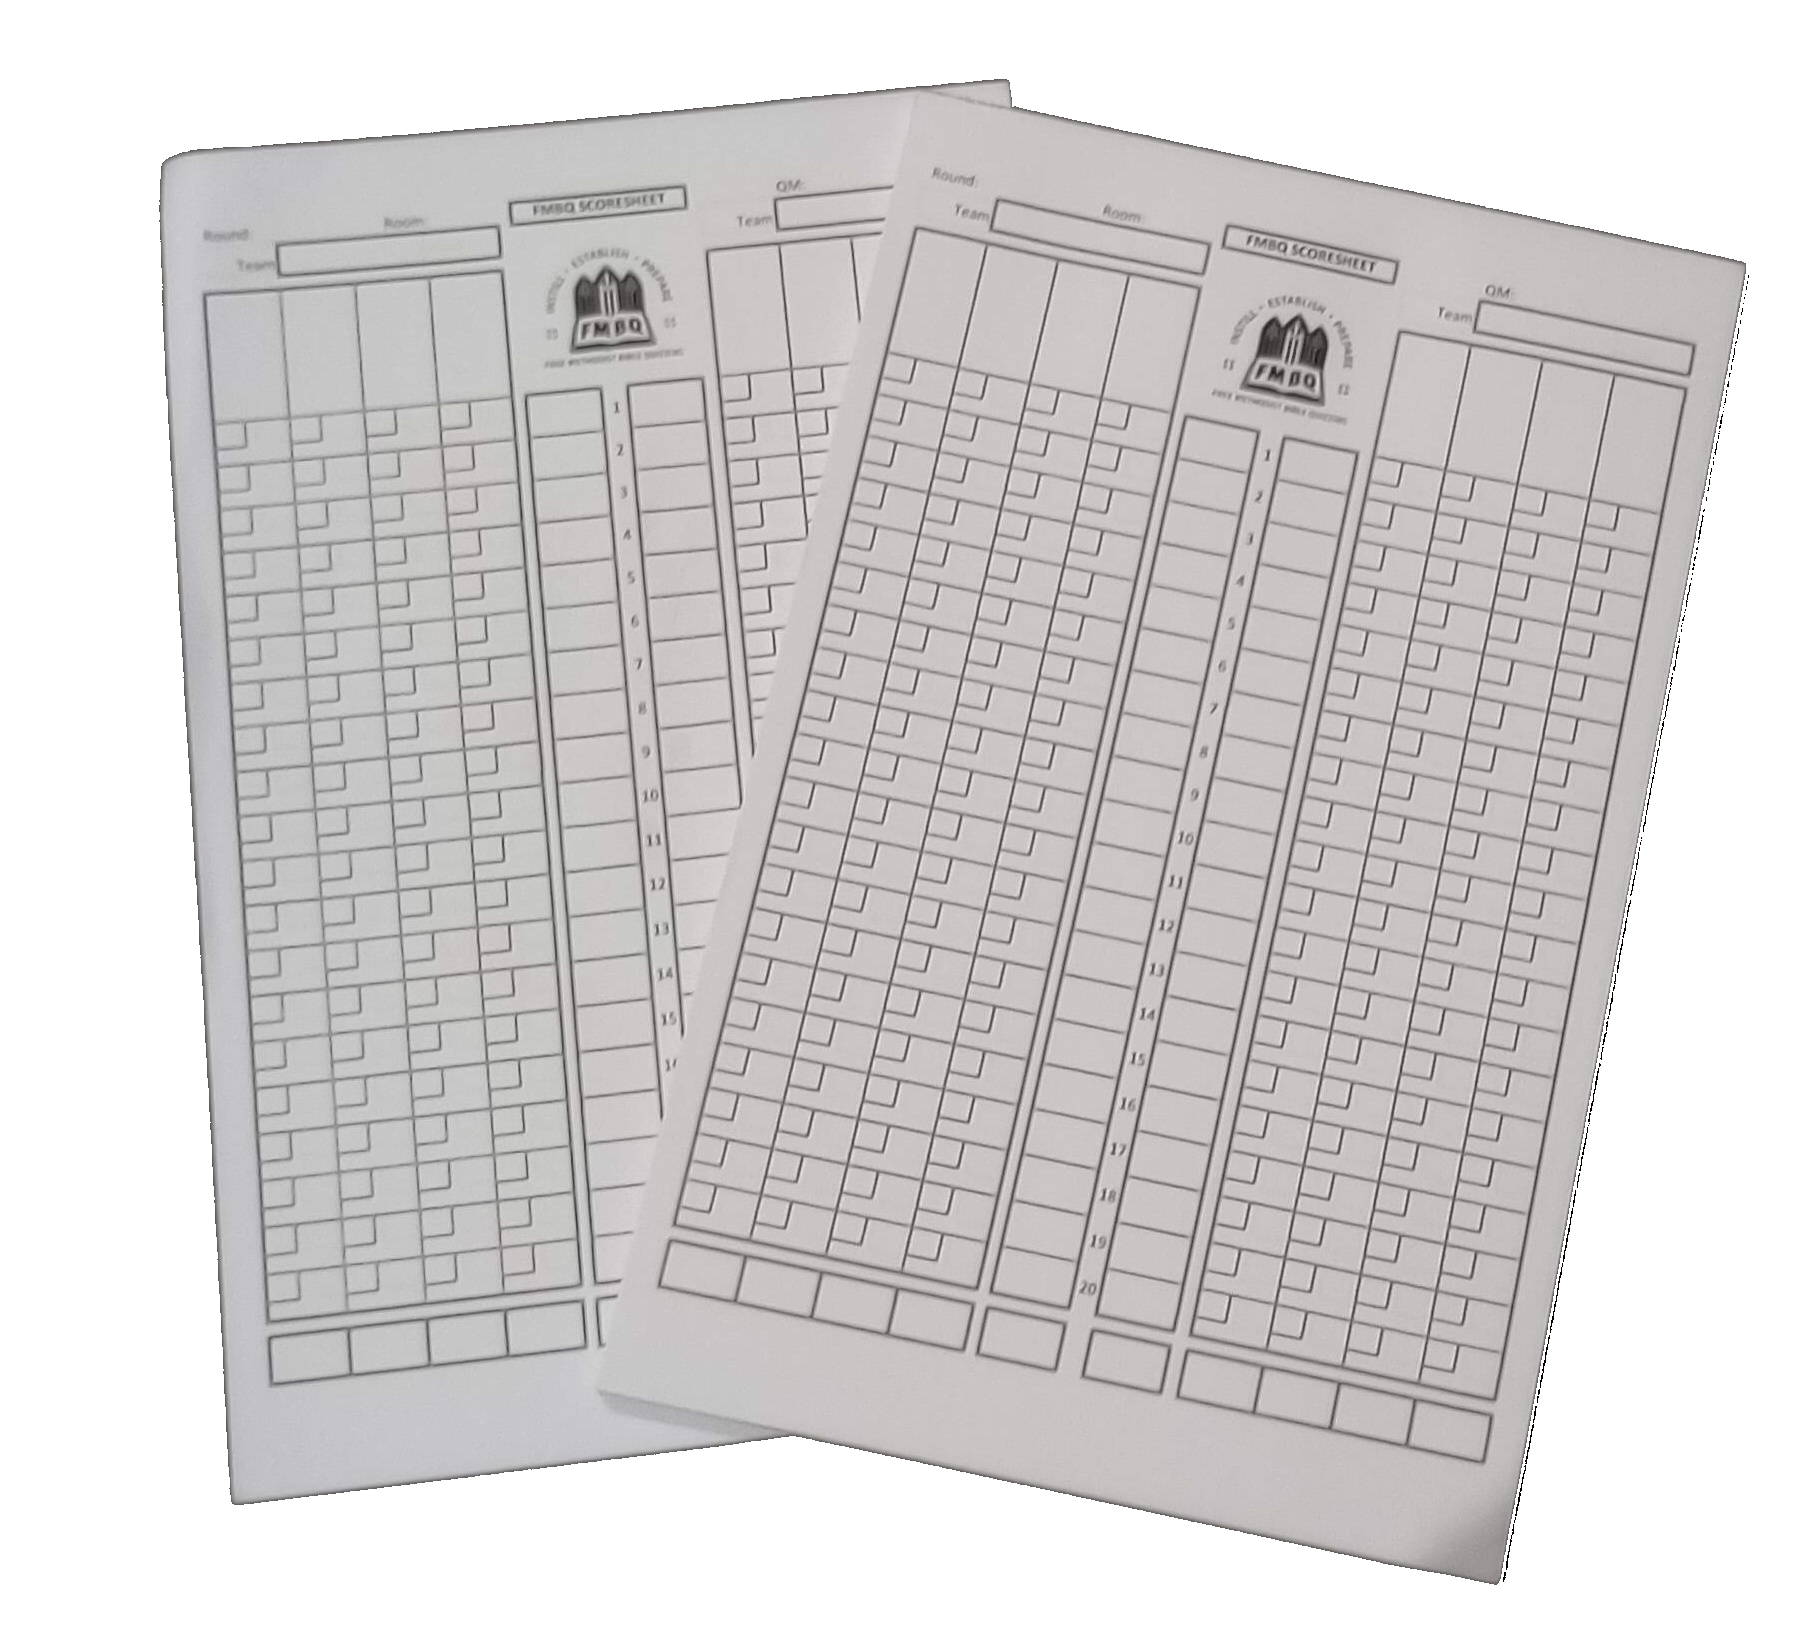 Round:
Room:
FMBQ SCORESHEET
QM:
Team
Team
INSTILL · ESTABLISH · PREPARE
FMBQ
FREE METHODIST BIBLE QUIZZING
1
2
3
4
5
6
7
8
9
10
11
12
13
14
15
Round:
Room:
FMBQ SCORESHEET
QM:
Team
Team
INSTILL · ESTABLISH · PREPARE
FMBQ
FREE METHODIST BIBLE QUIZZING
1
2
3
4
5
6
7
8
9
10
11
12
13
14
15
16
17
18
19
20